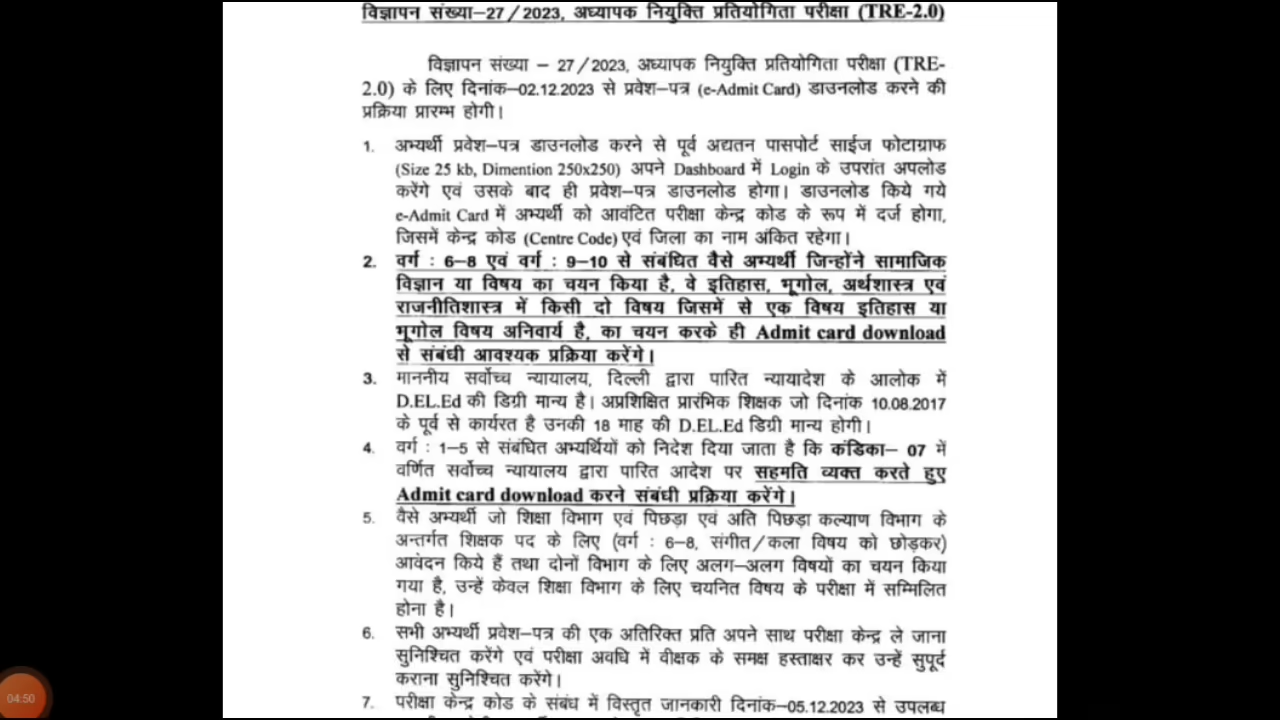 विज्ञापन संख्या–27/2023, अध्यापक नियुक्ति प्रतियोगिता परीक्षा (TRE-2.0)
विज्ञापन संख्या – 27/2023, अध्यापक नियुक्ति प्रतियोगिता परीक्षा (TRE-
2.0) के लिए दिनांक–02.12.2023 से प्रवेश–पत्र (e-Admit Card) डाउनलोड करने की
प्रक्रिया प्रारम्भ होगी।
1. अभ्यर्थी प्रवेश–पत्र डाउनलोड करने से पूर्व अद्यतन पासपोर्ट साईज फोटोग्राफ
(Size 25 kb, Dimention 250x250) अपने Dashboard में Login के उपरांत अपलोड
करेंगे एवं उसके बाद ही प्रवेश–पत्र डाउनलोड होगा। डाउनलोड किये गये
e-Admit Card में अभ्यर्थी को आवंटित परीक्षा केन्द्र कोड के रूप में दर्ज होगा,
जिसमें केन्द्र कोड (Centre Code) एवं जिला का नाम अंकित रहेगा।
2. वर्ग : 6–8 एवं वर्ग : 9–10 से संबंधित वैसे अभ्यर्थी जिन्होंने सामाजिक
विज्ञान या विषय का चयन किया है, वे इतिहास, भूगोल, अर्थशास्त्र एवं
राजनीतिशास्त्र में किसी दो विषय जिसमें से एक विषय इतिहास या
भूगोल विषय अनिवार्य है, का चयन करके ही Admit card download
से संबंधी आवश्यक प्रक्रिया करेंगे।
3. माननीय सर्वोच्च न्यायालय, दिल्ली द्वारा पारित न्यायादेश के आलोक में
D.EL.Ed की डिग्री मान्य है। अप्रशिक्षित प्रारंभिक शिक्षक जो दिनांक 10.08.2017
के पूर्व से कार्यरत है उनकी 18 माह की D.EL.Ed डिग्री मान्य होगी।
4. वर्ग : 1–5 से संबंधित अभ्यर्थियों को निदेश दिया जाता है कि कंडिका– 07 में
वर्णित सर्वोच्च न्यायालय द्वारा पारित आदेश पर सहमति व्यक्त करते हुए
Admit card download करने संबंधी प्रक्रिया करेंगे।
5. वैसे अभ्यर्थी जो शिक्षा विभाग एवं पिछड़ा एवं अति पिछड़ा कल्याण विभाग के
अन्तर्गत शिक्षक पद के लिए (वर्ग : 6–8, संगीत/कला विषय को छोड़कर)
आवेदन किये हैं तथा दोनों विभाग के लिए अलग–अलग विषयों का चयन किया
गया है, उन्हें केवल शिक्षा विभाग के लिए चयनित विषय के परीक्षा में सम्मिलित
होना है।
6. सभी अभ्यर्थी प्रवेश–पत्र की एक अतिरिक्त प्रति अपने साथ परीक्षा केन्द्र ले जाना
सुनिश्चित करेंगे एवं परीक्षा अवधि में वीक्षक के समक्ष हस्ताक्षर कर उन्हें सुपूर्द
कराना सुनिश्चित करेंगे।
7. परीक्षा केन्द्र कोड के संबंध में विस्तृत जानकारी दिनांक–05.12.2023 से उपलब्ध
04:50